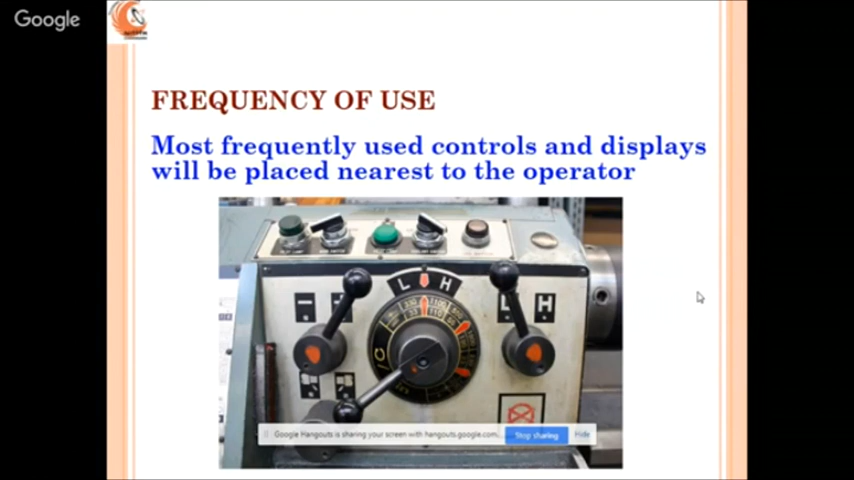 Google
FREQUENCY OF USE
Most frequently used controls and displays
will be placed nearest to the operator
L H
L H
Google Hangouts is sharing your screen with hangouts.google.com.
Stop sharing
Hide